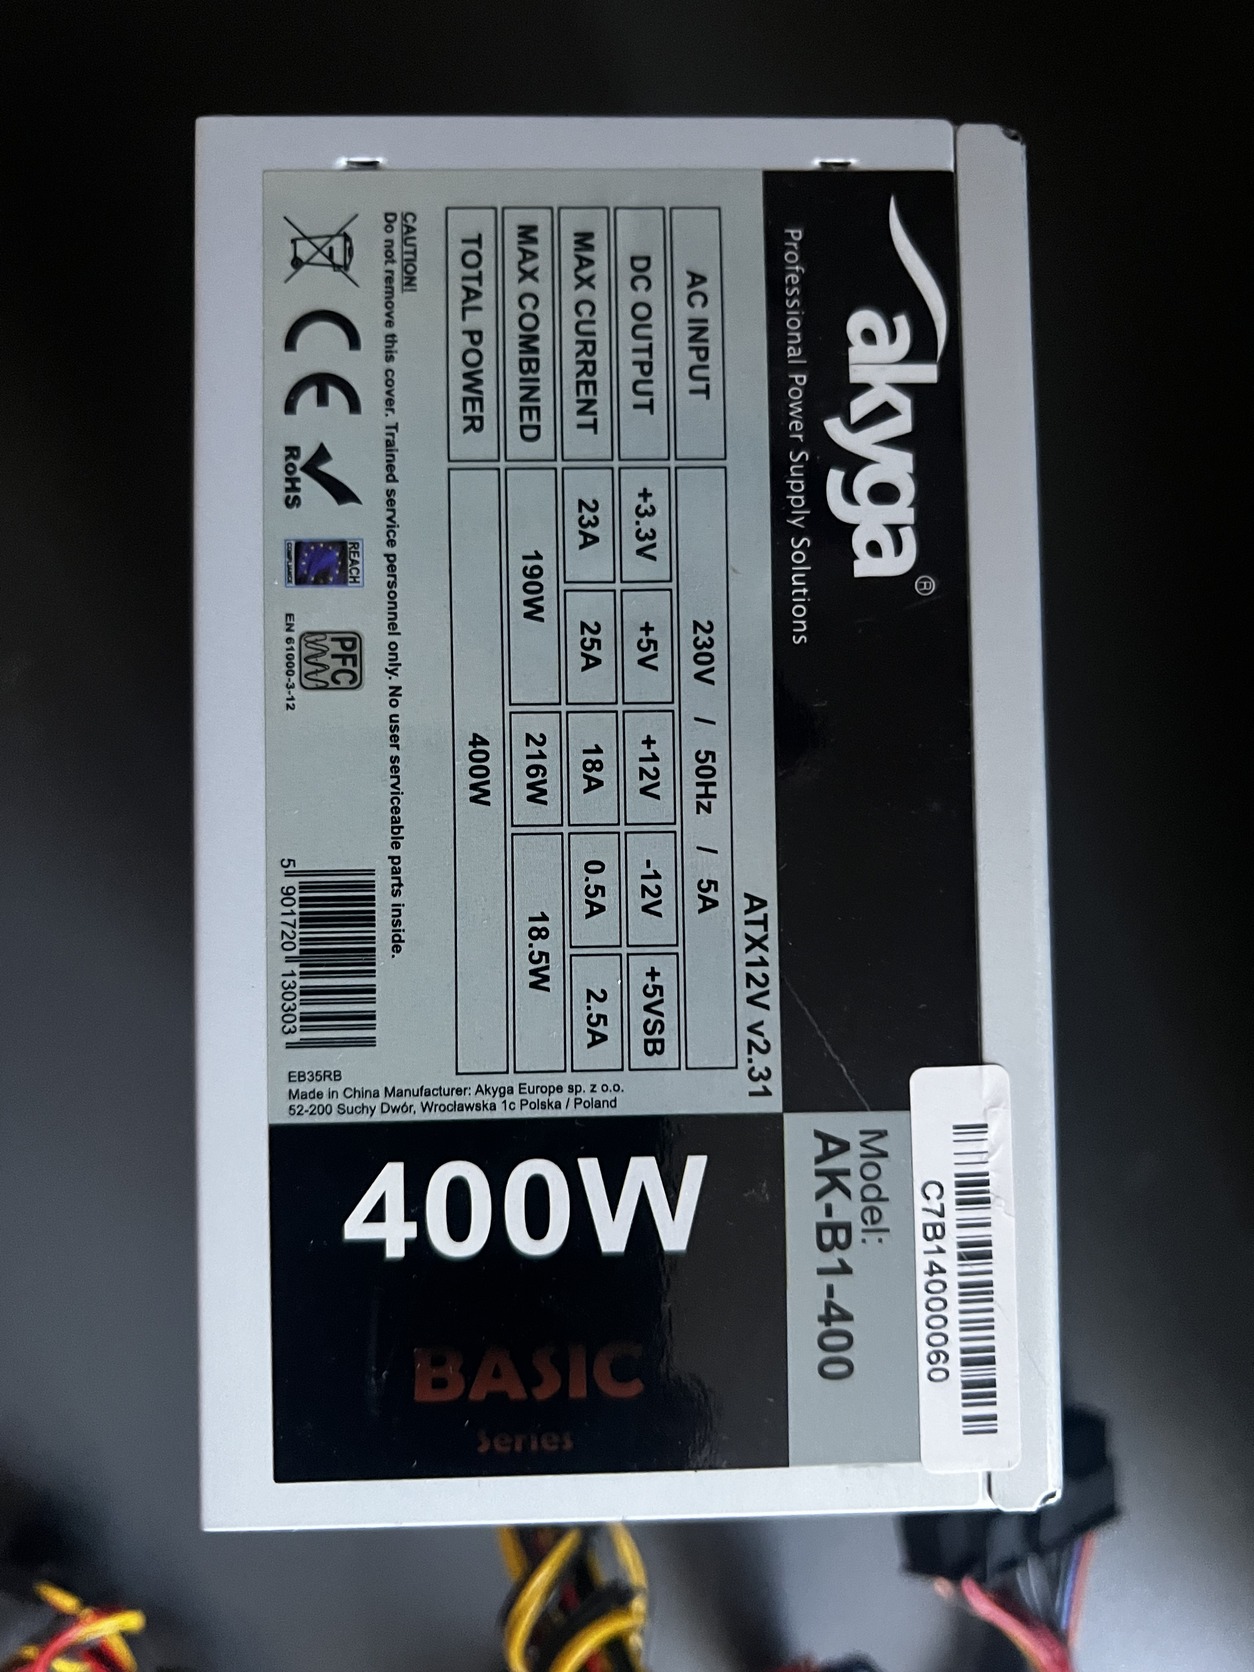 akyga®
Professional Power Supply Solutions
ATX12V v2.31
AC INPUT 230V / 50Hz / 5A
DC OUTPUT +3.3V +5V +12V -12V +5VSB
MAX CURRENT 23A 25A 18A 0.5A 2.5A
MAX COMBINED 190W 216W 18.5W
TOTAL POWER 400W
CAUTION!
Do not remove this cover. Trained service personnel only. No user serviceable parts inside.
CE
RoHS
REACH
COMPLIANCE
PFC
EN 61000-3-12
5 901720 130303
EB35RB
Made in China Manufacturer: Akyga Europe sp. z o.o.
52-200 Suchy Dwór, Wrocławska 1c Polska / Poland
C7B14000060
Model:
AK-B1-400
400W
BASIC
Series